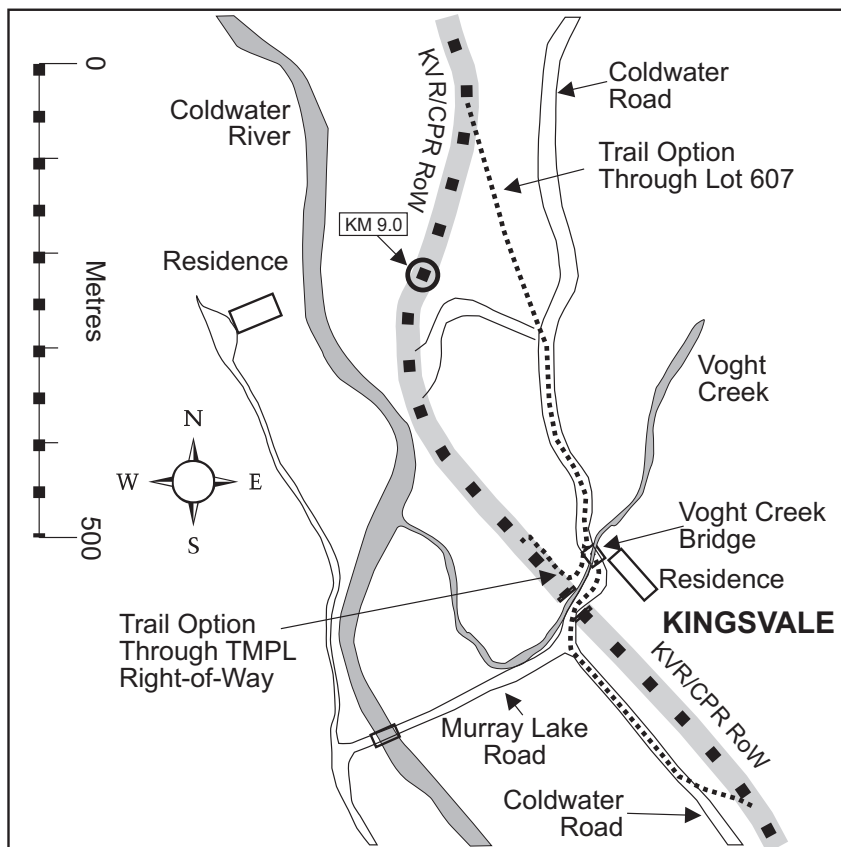 0
Metres
500
Coldwater
River
KVR/CPR RoW
Coldwater
Road
Trail Option
Through Lot 607
KM 9.0
Residence
Voght
Creek
N
W
E
S
Voght Creek
Bridge
Residence
KINGSVALE
Trail Option
Through TMPL
Right-of-Way
KVR/CPR RoW
Murray Lake
Road
Coldwater
Road